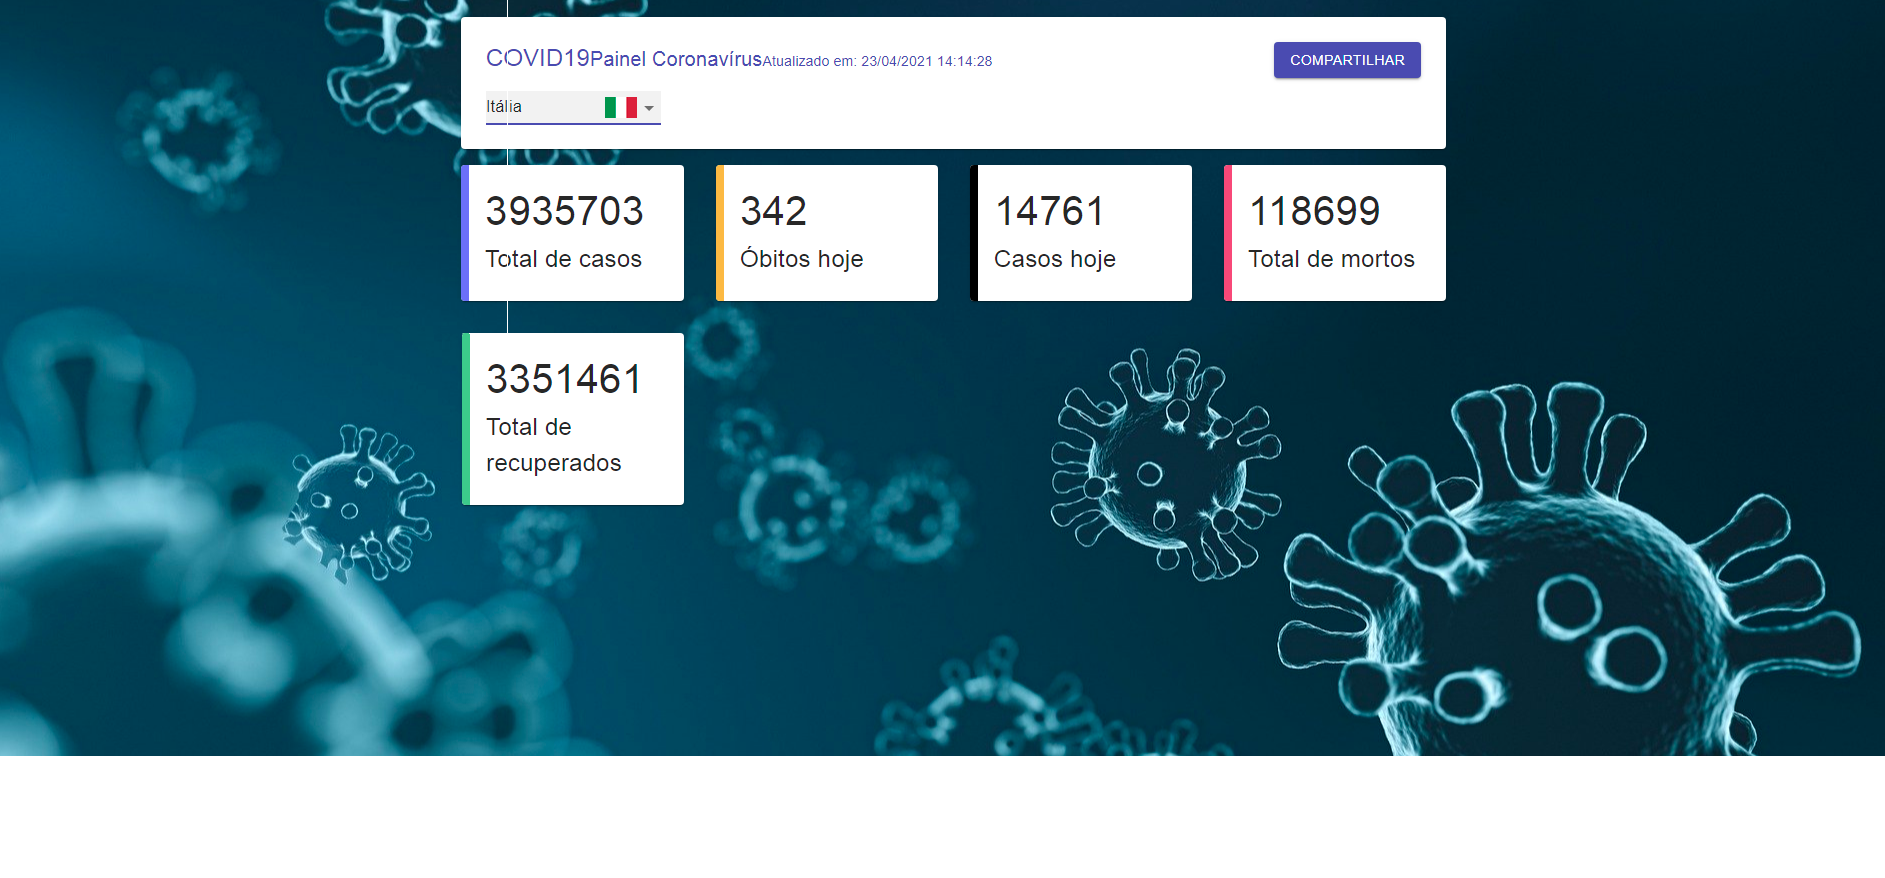 COVID19Painel CoronavírusAtualizado em: 23/04/2021 14:14:28
COMPARTILHAR
Itália
3935703
Total de casos
342
Óbitos hoje
14761
Casos hoje
118699
Total de mortos
3351461
Total de
recuperados